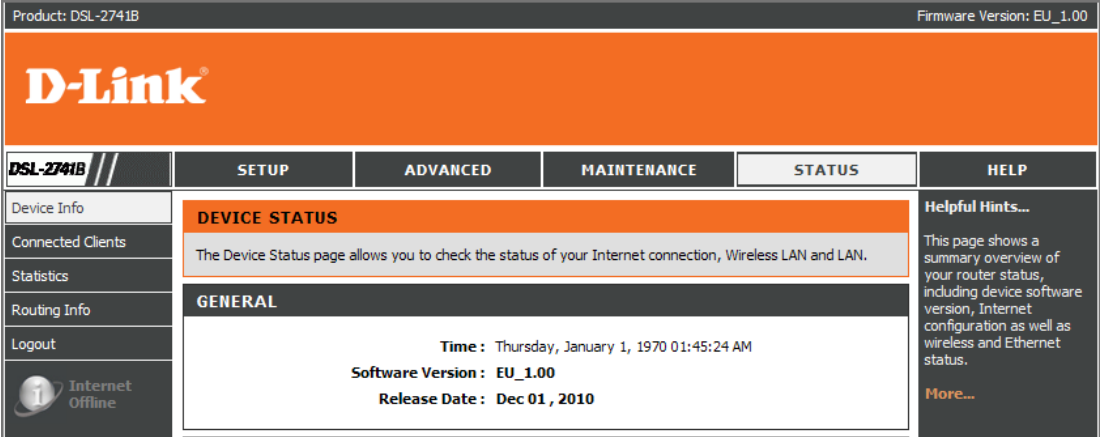 Product: DSL-2741B
Firmware Version: EU_1.00
D-Link®
DSL-2741B
SETUP
ADVANCED
MAINTENANCE
STATUS
HELP
Device Info
Connected Clients
Statistics
Routing Info
Logout
Internet
Offline
DEVICE STATUS
The Device Status page allows you to check the status of your Internet connection, Wireless LAN and LAN.
GENERAL
Time : Thursday, January 1, 1970 01:45:24 AM
Software Version : EU_1.00
Release Date : Dec 01 , 2010
Helpful Hints...
This page shows a
summary overview of
your router status,
including device software
version, Internet
configuration as well as
wireless and Ethernet
status.
More...